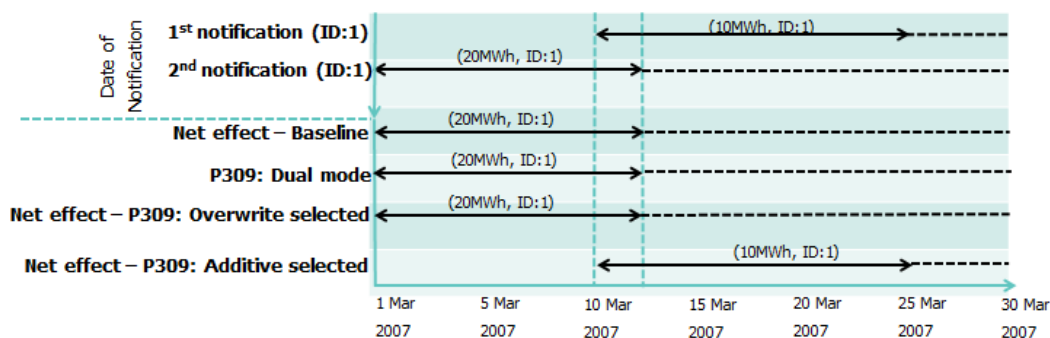 Date of
Notification
1st notification (ID:1)
(10MWh, ID:1)
2nd notification (ID:1)
(20MWh, ID:1)
Net effect – Baseline
(20MWh, ID:1)
P309: Dual mode
(20MWh, ID:1)
Net effect – P309: Overwrite selected
(20MWh, ID:1)
Net effect – P309: Additive selected
(10MWh, ID:1)
1 Mar 5 Mar 10 Mar 15 Mar 20 Mar 25 Mar 30 Mar
2007 2007 2007 2007 2007 2007 2007